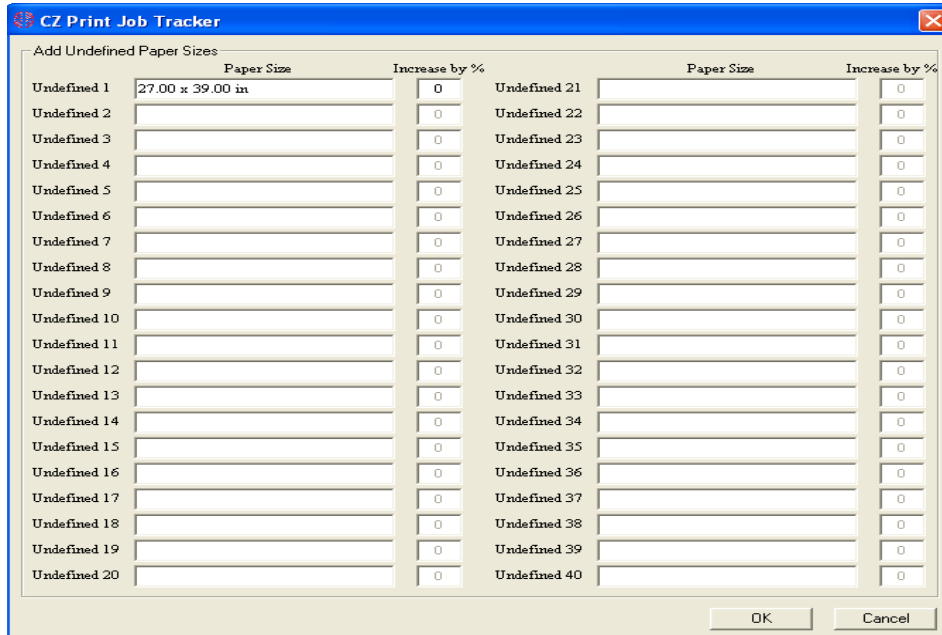 CZ Print Job Tracker
Add Undefined Paper Sizes
Paper Size Increase by % Paper Size Increase by %
Undefined 1 27.00 x 39.00 in 0 Undefined 21 0
Undefined 2 0 Undefined 22 0
Undefined 3 0 Undefined 23 0
Undefined 4 0 Undefined 24 0
Undefined 5 0 Undefined 25 0
Undefined 6 0 Undefined 26 0
Undefined 7 0 Undefined 27 0
Undefined 8 0 Undefined 28 0
Undefined 9 0 Undefined 29 0
Undefined 10 0 Undefined 30 0
Undefined 11 0 Undefined 31 0
Undefined 12 0 Undefined 32 0
Undefined 13 0 Undefined 33 0
Undefined 14 0 Undefined 34 0
Undefined 15 0 Undefined 35 0
Undefined 16 0 Undefined 36 0
Undefined 17 0 Undefined 37 0
Undefined 18 0 Undefined 38 0
Undefined 19 0 Undefined 39 0
Undefined 20 0 Undefined 40 0
OK Cancel